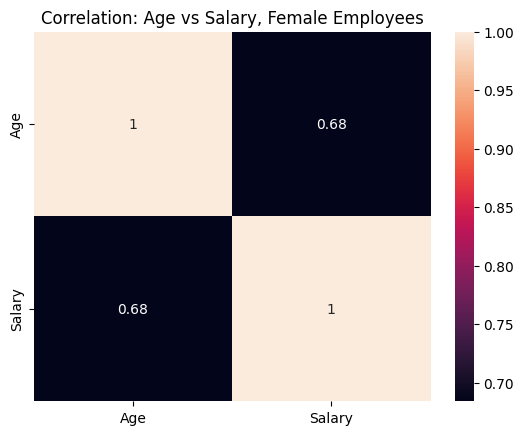 Correlation: Age vs Salary, Female Employees
Age
1
0.68
Salary
0.68
1
Age
Salary
1.00
0.95
0.90
0.85
0.80
0.75
0.70